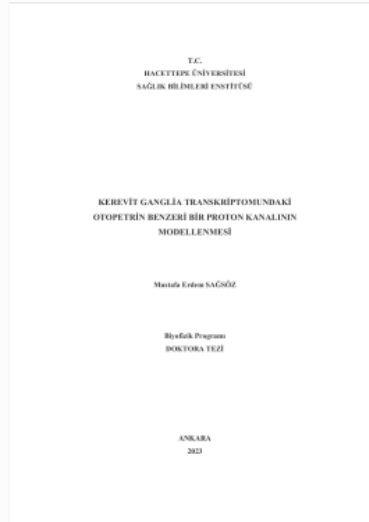 T.C.
HACETTEPE ÜNİVERSİTESİ
SAĞLIK BİLİMLERİ ENSTİTÜSÜ
KEREVİT GANGLİA TRANSKRİPTOMUNDAKİ
OTOPETRİN BENZERİ BİR PROTON KANALININ
MODELLENMESİ
Mustafa Erdem SAĞSÖZ
Biyofizik Programı
DOKTORA TEZİ
ANKARA
2023